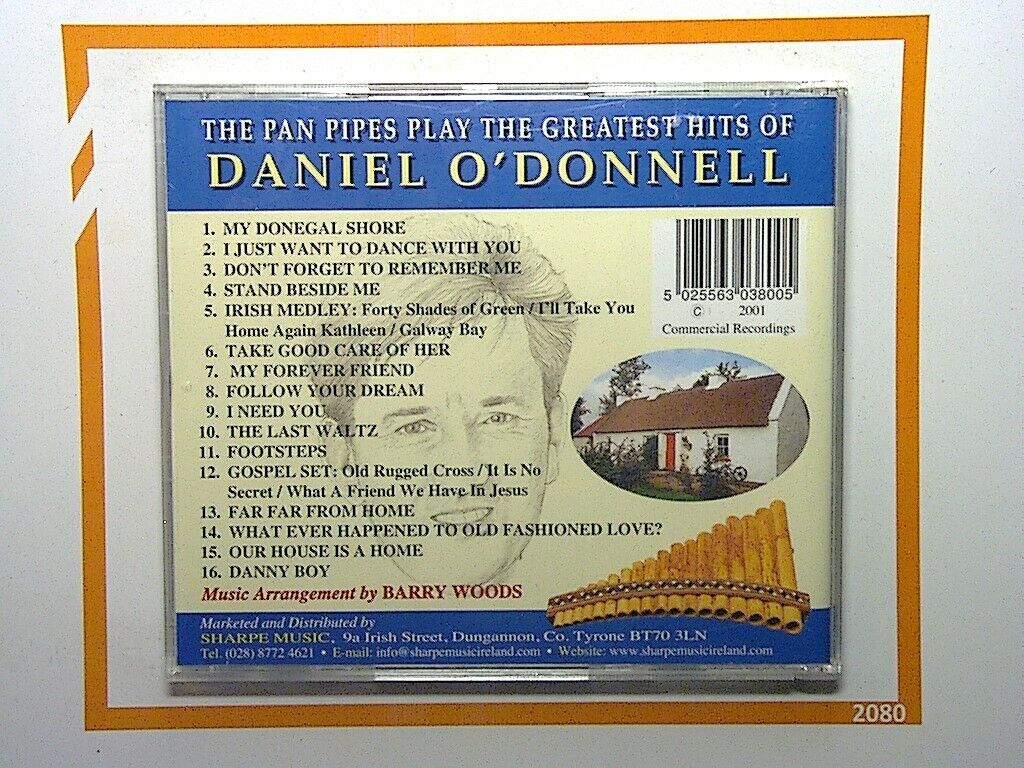 THE PAN PIPES PLAY THE GREATEST HITS OF
DANIEL O'DONNELL
1. MY DONEGAL SHORE
2. I JUST WANT TO DANCE WITH YOU
3. DON'T FORGET TO REMEMBER ME
4. STAND BESIDE ME
5. IRISH MEDLEY: Forty Shades of Green / I'll Take You
Home Again Kathleen / Galway Bay
6. TAKE GOOD CARE OF HER
7. MY FOREVER FRIEND
8. FOLLOW YOUR DREAM
9. I NEED YOU
10. THE LAST WALTZ
11. FOOTSTEPS
12. GOSPEL SET: Old Rugged Cross / It Is No
Secret / What A Friend We Have In Jesus
13. FAR FAR FROM HOME
14. WHAT EVER HAPPENED TO OLD FASHIONED LOVE?
15. OUR HOUSE IS A HOME
16. DANNY BOY
Music Arrangement by BARRY WOODS
5 025563 038005
C 2001
Commercial Recordings
Marketed and Distributed by
SHARPE MUSIC, 9a Irish Street, Dungannon, Co. Tyrone BT70 3LN
Tel. (028) 8772 4621 • E-mail: info@sharpemusicireland.com • Website: www.sharpemusicireland.com
2080